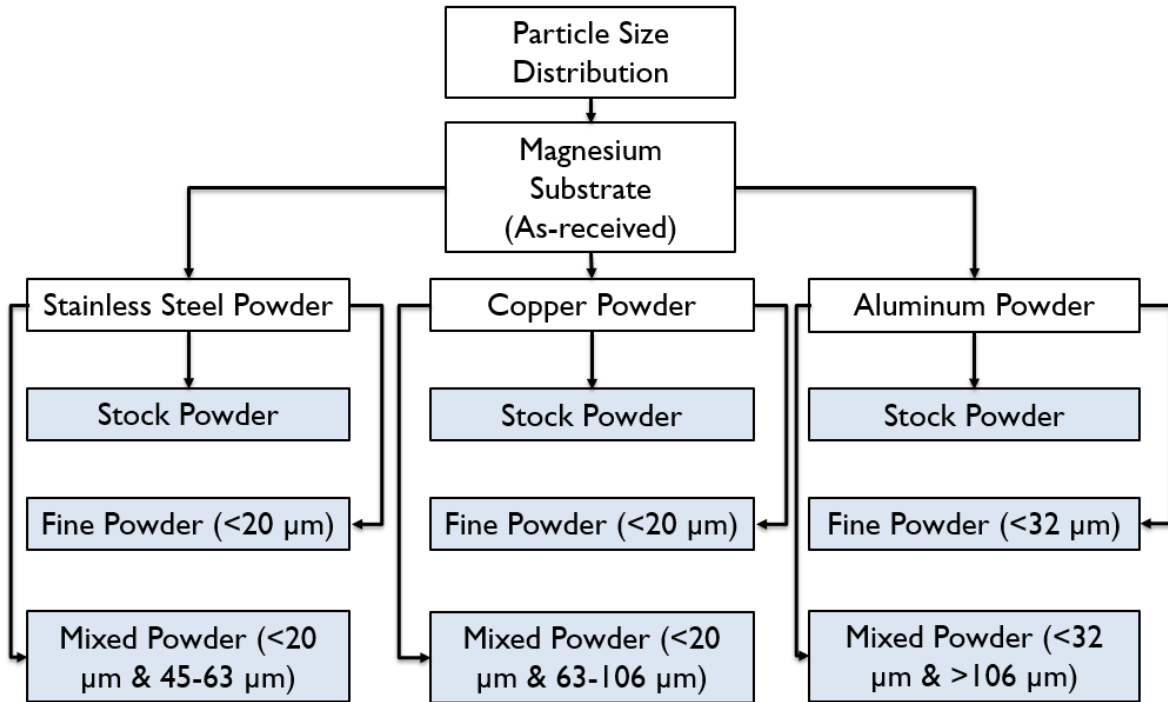 Particle Size
Distribution
Magnesium
Substrate
(As-received)
Stainless Steel Powder
Copper Powder
Aluminum Powder
Stock Powder
Stock Powder
Stock Powder
Fine Powder (<20 µm)
Fine Powder (<20 µm)
Fine Powder (<32 µm)
Mixed Powder (<20
µm & 45-63 µm)
Mixed Powder (<20
µm & 63-106 µm)
Mixed Powder (<32
µm & >106 µm)